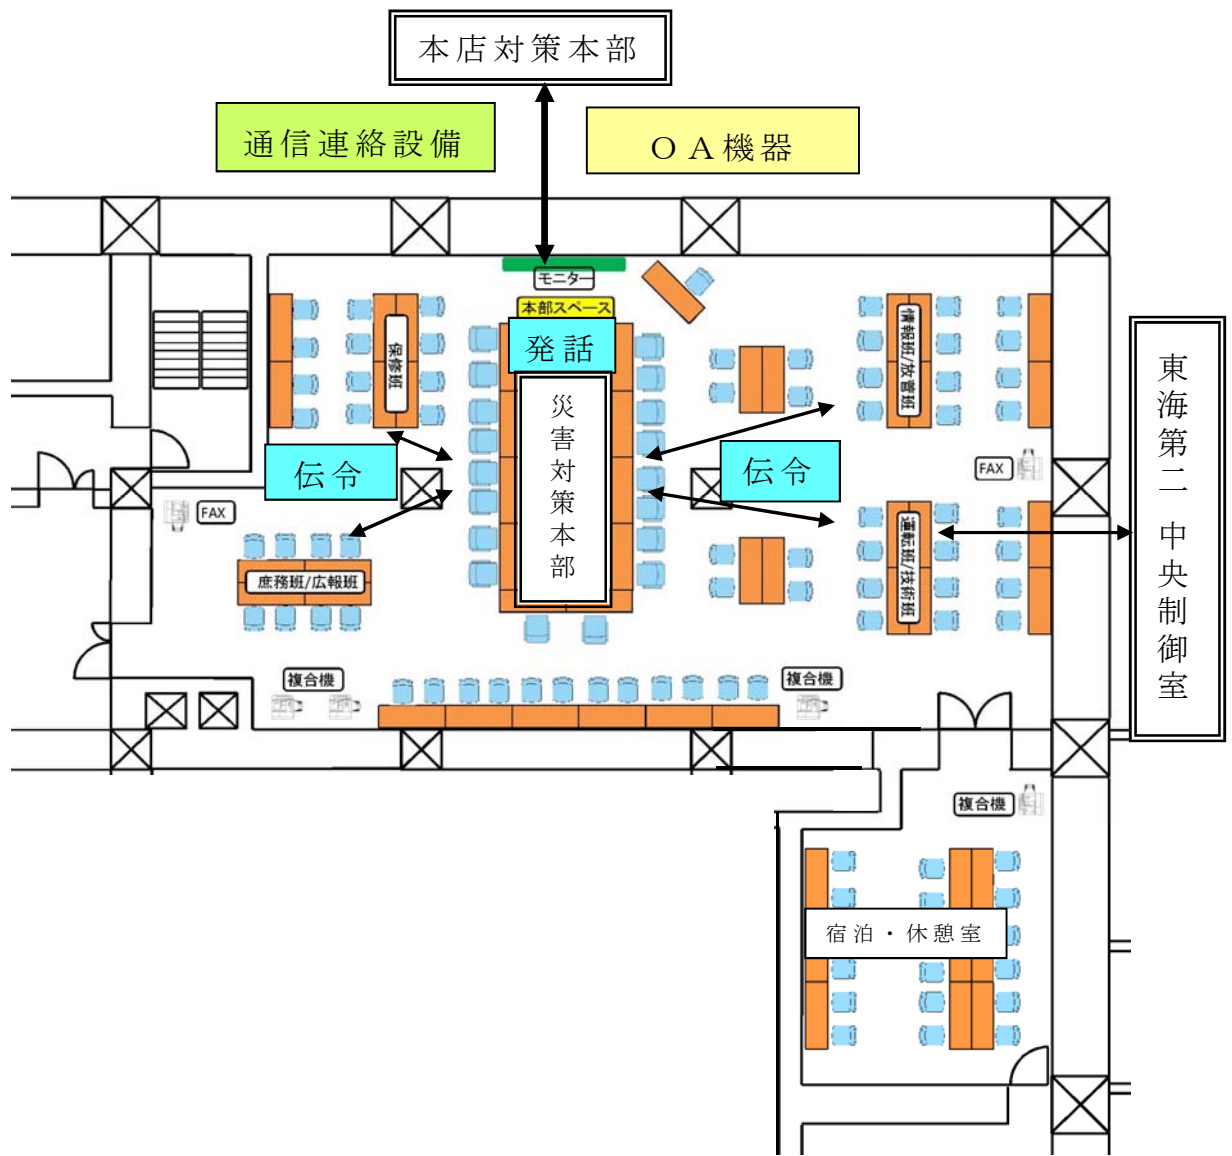 本店対策本部
通信連絡設備
ＯＡ機器
モニター
本部スペース
発話
災害対策本部
保修班
情報班/放管班
伝令
伝令
FAX
FAX
運転班/技術班
東海第二 中央制御室
庶務班/広報班
複合機
複合機
複合機
宿泊・休憩室